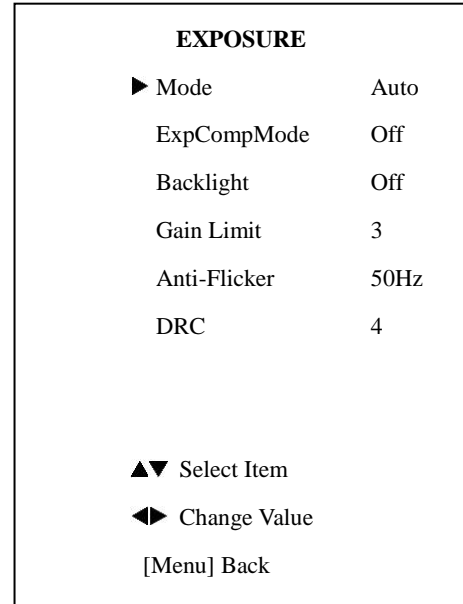 EXPOSURE
▶ Mode Auto
ExpCompMode Off
Backlight Off
Gain Limit 3
Anti-Flicker 50Hz
DRC 4
▲▼ Select Item
◀▶ Change Value
[Menu] Back